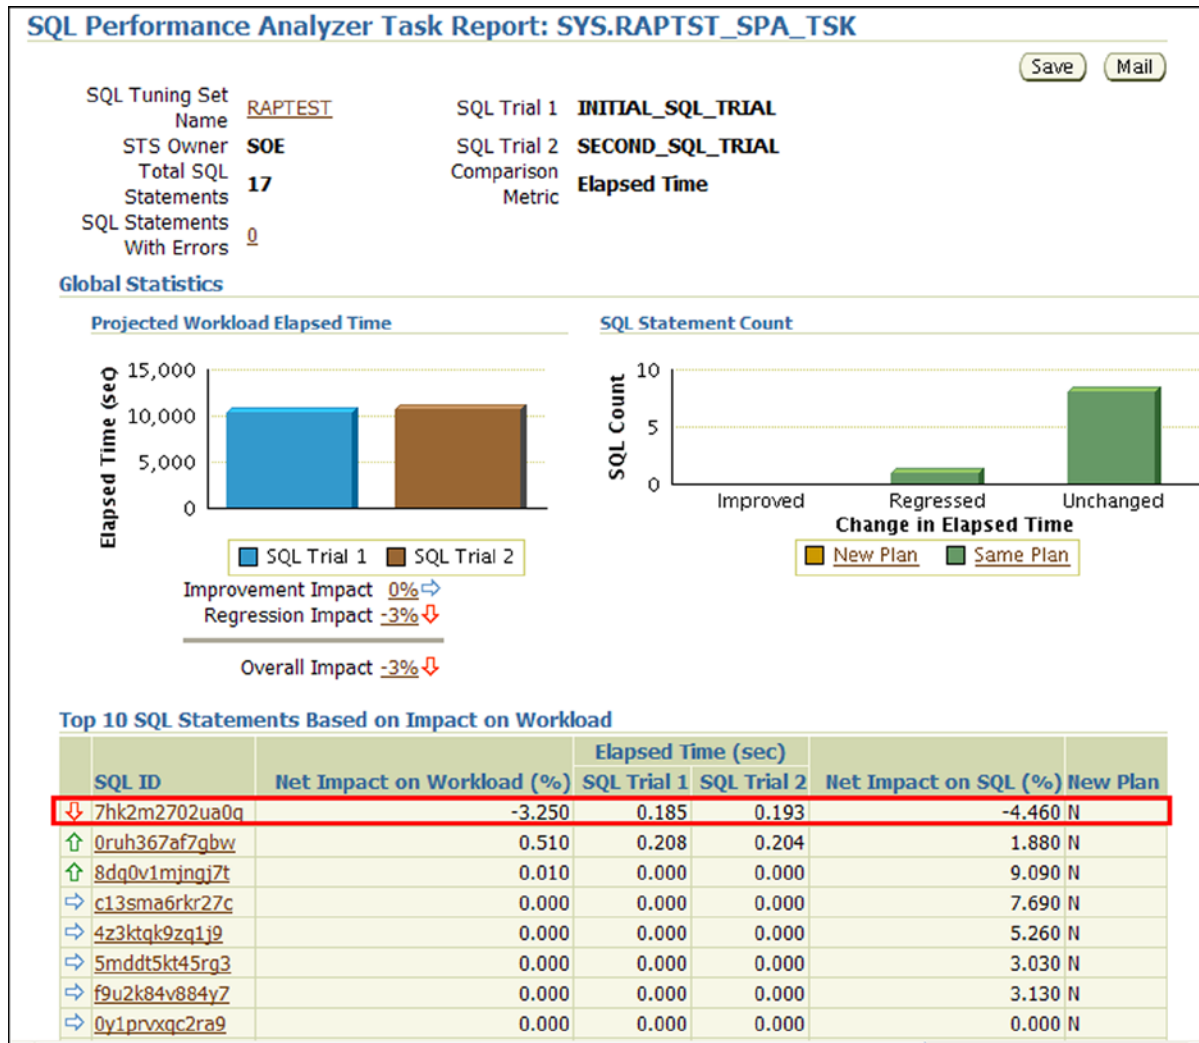 SQL Performance Analyzer Task Report: SYS.RAPTST_SPA_TSK
Save Mail
SQL Tuning Set Name RAPTEST
STS Owner SOE
Total SQL Statements 17
SQL Statements With Errors 0
SQL Trial 1 INITIAL_SQL_TRIAL
SQL Trial 2 SECOND_SQL_TRIAL
Comparison Metric Elapsed Time
Global Statistics
Projected Workload Elapsed Time
Elapsed Time (sec)
15,000
10,000
5,000
0
SQL Trial 1 SQL Trial 2
Improvement Impact 0%
Regression Impact -3%
Overall Impact -3%
SQL Statement Count
SQL Count
10
5
0
Improved Regressed Unchanged
Change in Elapsed Time
New Plan Same Plan
Top 10 SQL Statements Based on Impact on Workload
Elapsed Time (sec)
SQL ID Net Impact on Workload (%) SQL Trial 1 SQL Trial 2 Net Impact on SQL (%) New Plan
7hk2m2702ua0q -3.250 0.185 0.193 -4.460 N
0ruh367af7gbw 0.510 0.208 0.204 1.880 N
8dq0v1mjngj7t 0.010 0.000 0.000 9.090 N
c13sma6rkr27c 0.000 0.000 0.000 7.690 N
4z3ktqk9zq1j9 0.000 0.000 0.000 5.260 N
5mddt5kt45rg3 0.000 0.000 0.000 3.030 N
f9u2k84v884y7 0.000 0.000 0.000 3.130 N
0y1prvxqc2ra9 0.000 0.000 0.000 0.000 N